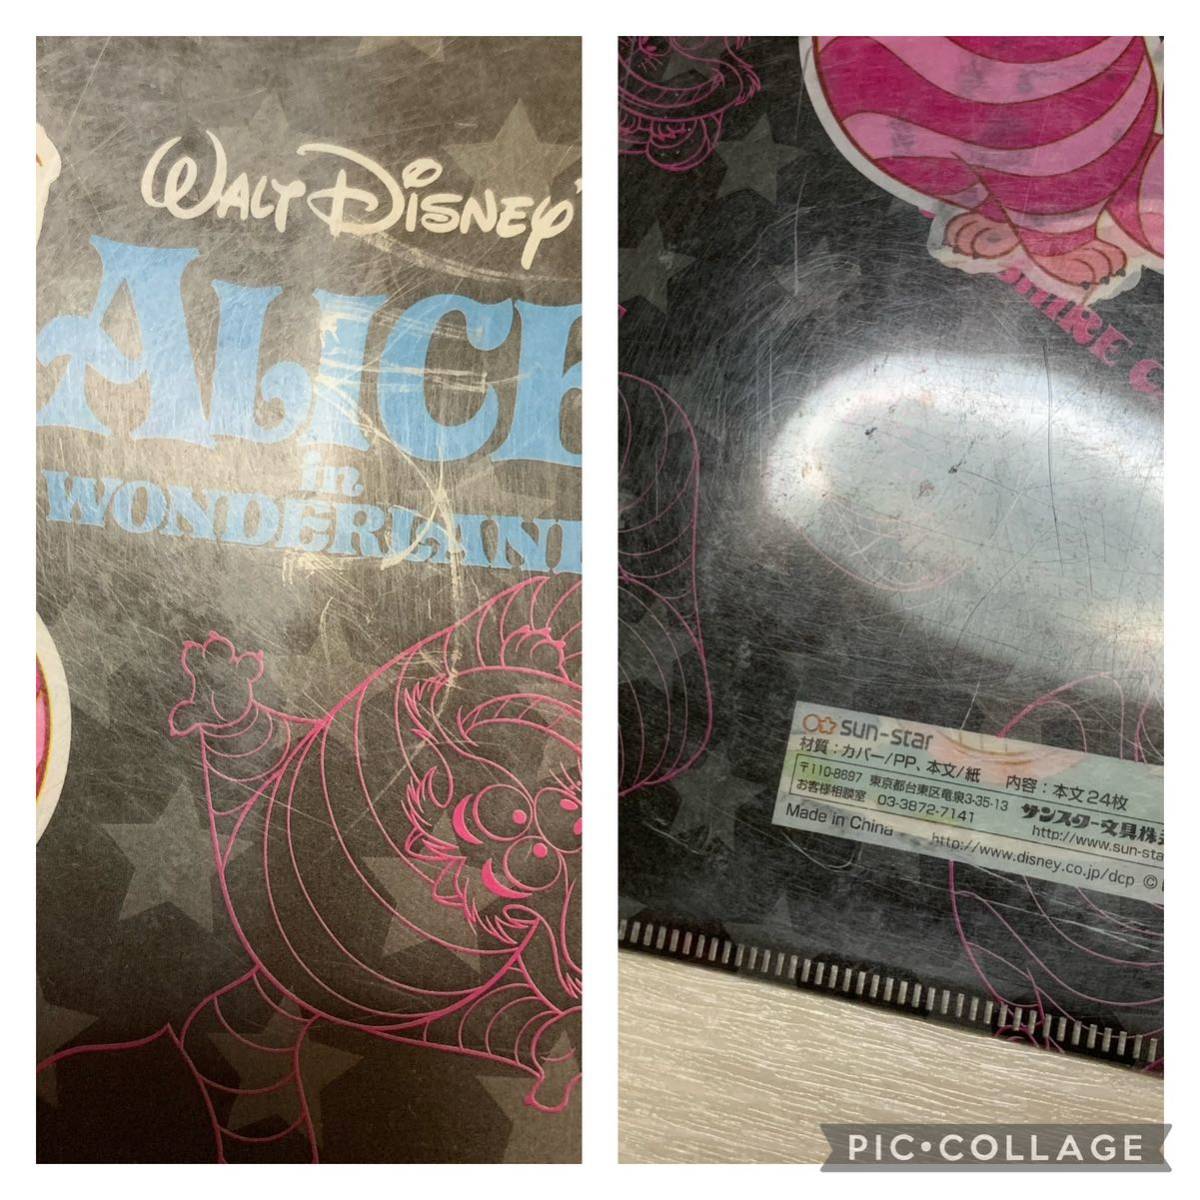 WALT DISNEY'
ALICE
in
WONDERLAND
SHIRE C
sun-star
材質：カバー/PP、本文/紙 内容：本文24枚
〒110-8697 東京都台東区竜泉3-35-13
お客様相談室 03-3872-7141
サンスター文具株式
Made in China
http://www.sun-sta
http://www.disney.co.jp/dcp ©
PIC•COLLAGE